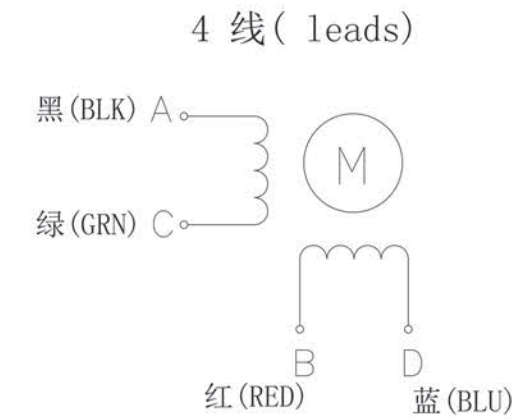 4 线( leads)
黑(BLK) A
M
绿(GRN) C
B D
红(RED) 蓝(BLU)